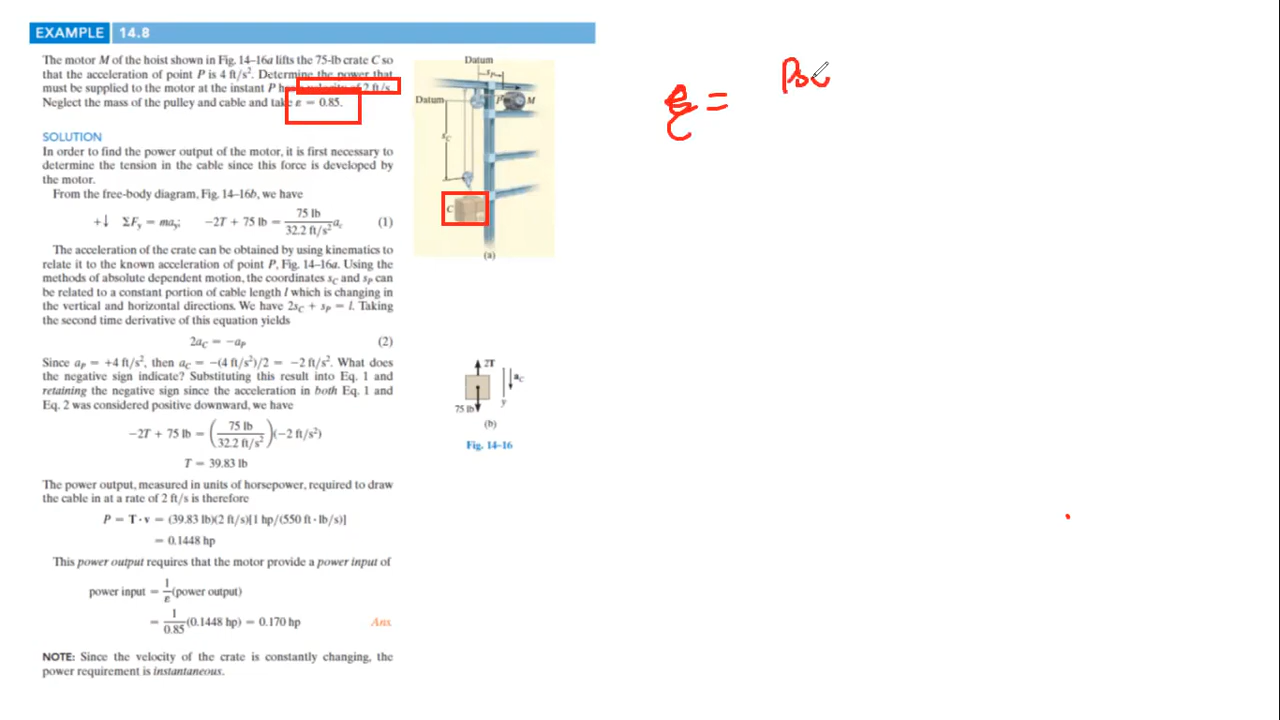 EXAMPLE 14.8
The motor M of the hoist shown in Fig. 14–16a lifts the 75-lb crate C so
that the acceleration of point P is 4 ft/s². Determine the power that
must be supplied to the motor at the instant P has velocity of 2 ft/s.
Neglect the mass of the pulley and cable and take ε = 0.85.
SOLUTION
In order to find the power output of the motor, it is first necessary to
determine the tension in the cable since this force is developed by
the motor.
From the free-body diagram, Fig. 14–16b, we have
+↓ ΣFy = may; −2T + 75 lb = 75 lb / 32.2 ft/s² ac (1)
The acceleration of the crate can be obtained by using kinematics to
relate it to the known acceleration of point P, Fig. 14–16a. Using the
methods of absolute dependent motion, the coordinates sC and sP can
be related to a constant portion of cable length l which is changing in
the vertical and horizontal directions. We have 2sC + sP = l. Taking
the second time derivative of this equation yields
2aC = −aP (2)
Since aP = +4 ft/s², then aC = −(4 ft/s²)/2 = −2 ft/s². What does
the negative sign indicate? Substituting this result into Eq. 1 and
retaining the negative sign since the acceleration in both Eq. 1 and
Eq. 2 was considered positive downward, we have
−2T + 75 lb = (75 lb / 32.2 ft/s²)(−2 ft/s²)
T = 39.83 lb
The power output, measured in units of horsepower, required to draw
the cable in at a rate of 2 ft/s is therefore
P = T · v = (39.83 lb)(2 ft/s)[1 hp/(550 ft · lb/s)]
= 0.1448 hp
This power output requires that the motor provide a power input of
power input = 1/ε (power output)
= 1/0.85 (0.1448 hp) = 0.170 hp Ans.
NOTE: Since the velocity of the crate is constantly changing, the
power requirement is instantaneous.
Datum
sP
Datum
P M
sC
C
(a)
2T
aC
75 lb
y
(b)
Fig. 14–16
=